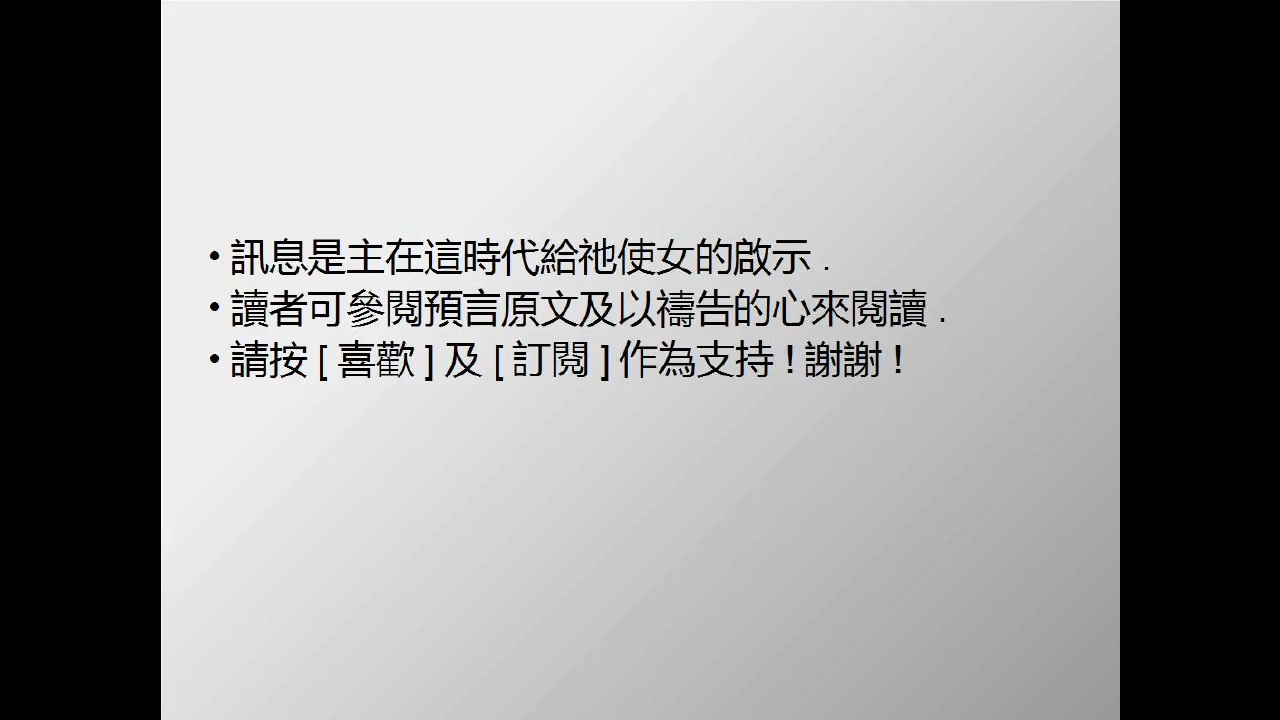 • 訊息是主在這時代給祂使女的啟示 .
• 讀者可參閱預言原文及以禱告的心來閱讀 .
• 請按 [ 喜歡 ] 及 [ 訂閱 ] 作為支持 ! 謝謝 !